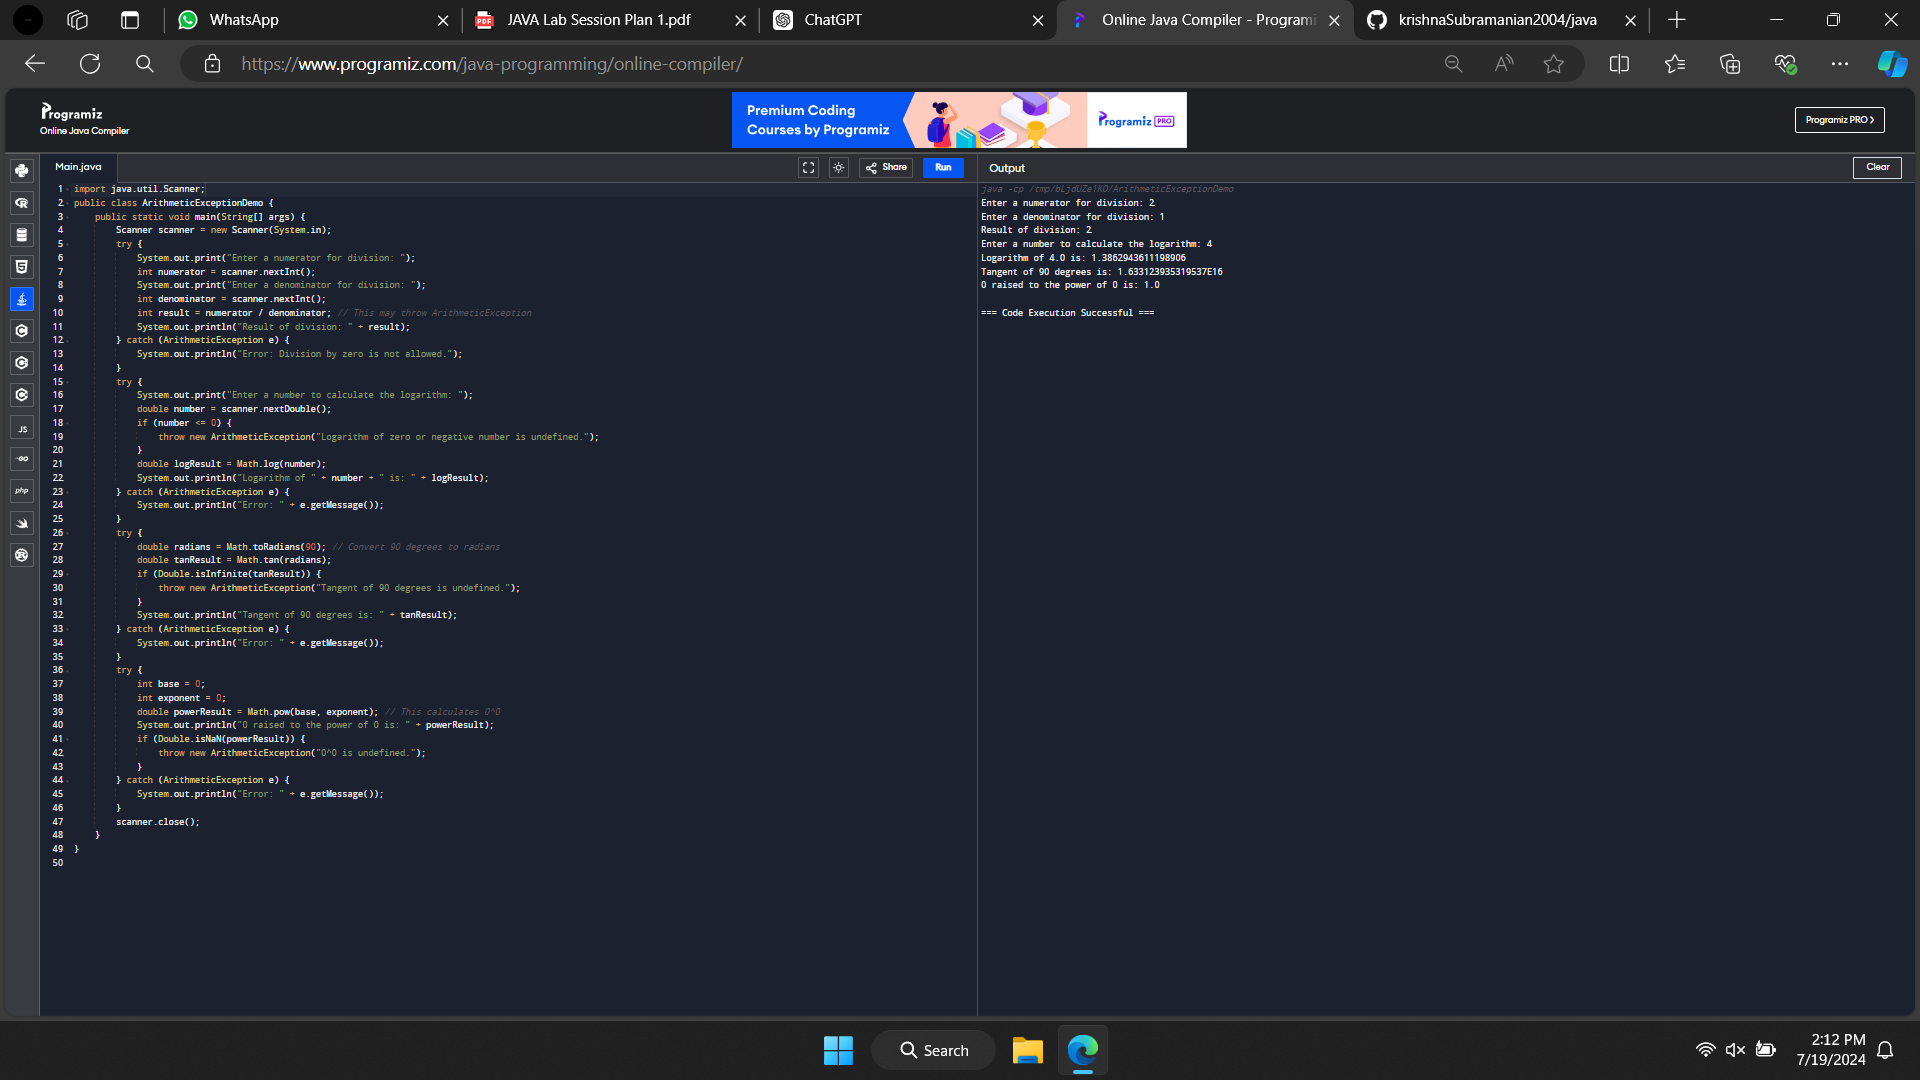 WhatsApp
JAVA Lab Session Plan 1.pdf
ChatGPT
Online Java Compiler - Programi
krishnaSubramanian2004/java
https://www.programiz.com/java-programming/online-compiler/
Programiz
Online Java Compiler
Premium Coding
Courses by Programiz
Programiz PRO
Programiz PRO >
Main.java
Share
Run
Output
Clear
1 import java.util.Scanner;
2 public class ArithmeticExceptionDemo {
3 public static void main(String[] args) {
4 Scanner scanner = new Scanner(System.in);
5 try {
6 System.out.print("Enter a numerator for division: ");
7 int numerator = scanner.nextInt();
8 System.out.print("Enter a denominator for division: ");
9 int denominator = scanner.nextInt();
10 int result = numerator / denominator; // This may throw ArithmeticException
11 System.out.println("Result of division: " + result);
12 } catch (ArithmeticException e) {
13 System.out.println("Error: Division by zero is not allowed.");
14 }
15 try {
16 System.out.print("Enter a number to calculate the logarithm: ");
17 double number = scanner.nextDouble();
18 if (number <= 0) {
19 throw new ArithmeticException("Logarithm of zero or negative number is undefined.");
20 }
21 double logResult = Math.log(number);
22 System.out.println("Logarithm of " + number + " is: " + logResult);
23 } catch (ArithmeticException e) {
24 System.out.println("Error: " + e.getMessage());
25 }
26 try {
27 double radians = Math.toRadians(90); // Convert 90 degrees to radians
28 double tanResult = Math.tan(radians);
29 if (Double.isInfinite(tanResult)) {
30 throw new ArithmeticException("Tangent of 90 degrees is undefined.");
31 }
32 System.out.println("Tangent of 90 degrees is: " + tanResult);
33 } catch (ArithmeticException e) {
34 System.out.println("Error: " + e.getMessage());
35 }
36 try {
37 int base = 0;
38 int exponent = 0;
39 double powerResult = Math.pow(base, exponent); // This calculates 0^0
40 System.out.println("0 raised to the power of 0 is: " + powerResult);
41 if (Double.isNaN(powerResult)) {
42 throw new ArithmeticException("0^0 is undefined.");
43 }
44 } catch (ArithmeticException e) {
45 System.out.println("Error: " + e.getMessage());
46 }
47 scanner.close();
48 }
49 }
50
JS
GO
php
java -cp /tmp/bLjdUZe1KO/ArithmeticExceptionDemo
Enter a numerator for division: 2
Enter a denominator for division: 1
Result of division: 2
Enter a number to calculate the logarithm: 4
Logarithm of 4.0 is: 1.3862943611198906
Tangent of 90 degrees is: 1.633123935319537E16
0 raised to the power of 0 is: 1.0
=== Code Execution Successful ===
Search
2:12 PM
7/19/2024